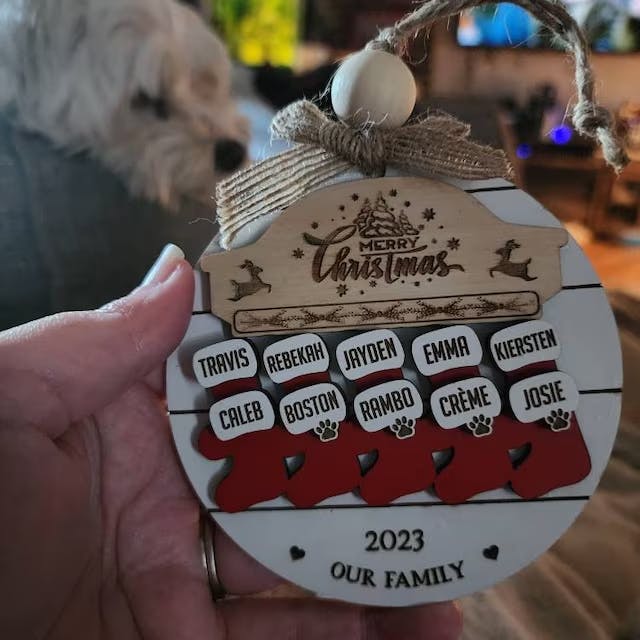 MERRY
Christmas
TRAVIS REBEKAH JAYDEN EMMA KIERSTEN
CALEB BOSTON RAMBO CRÈME JOSIE
2023
OUR FAMILY